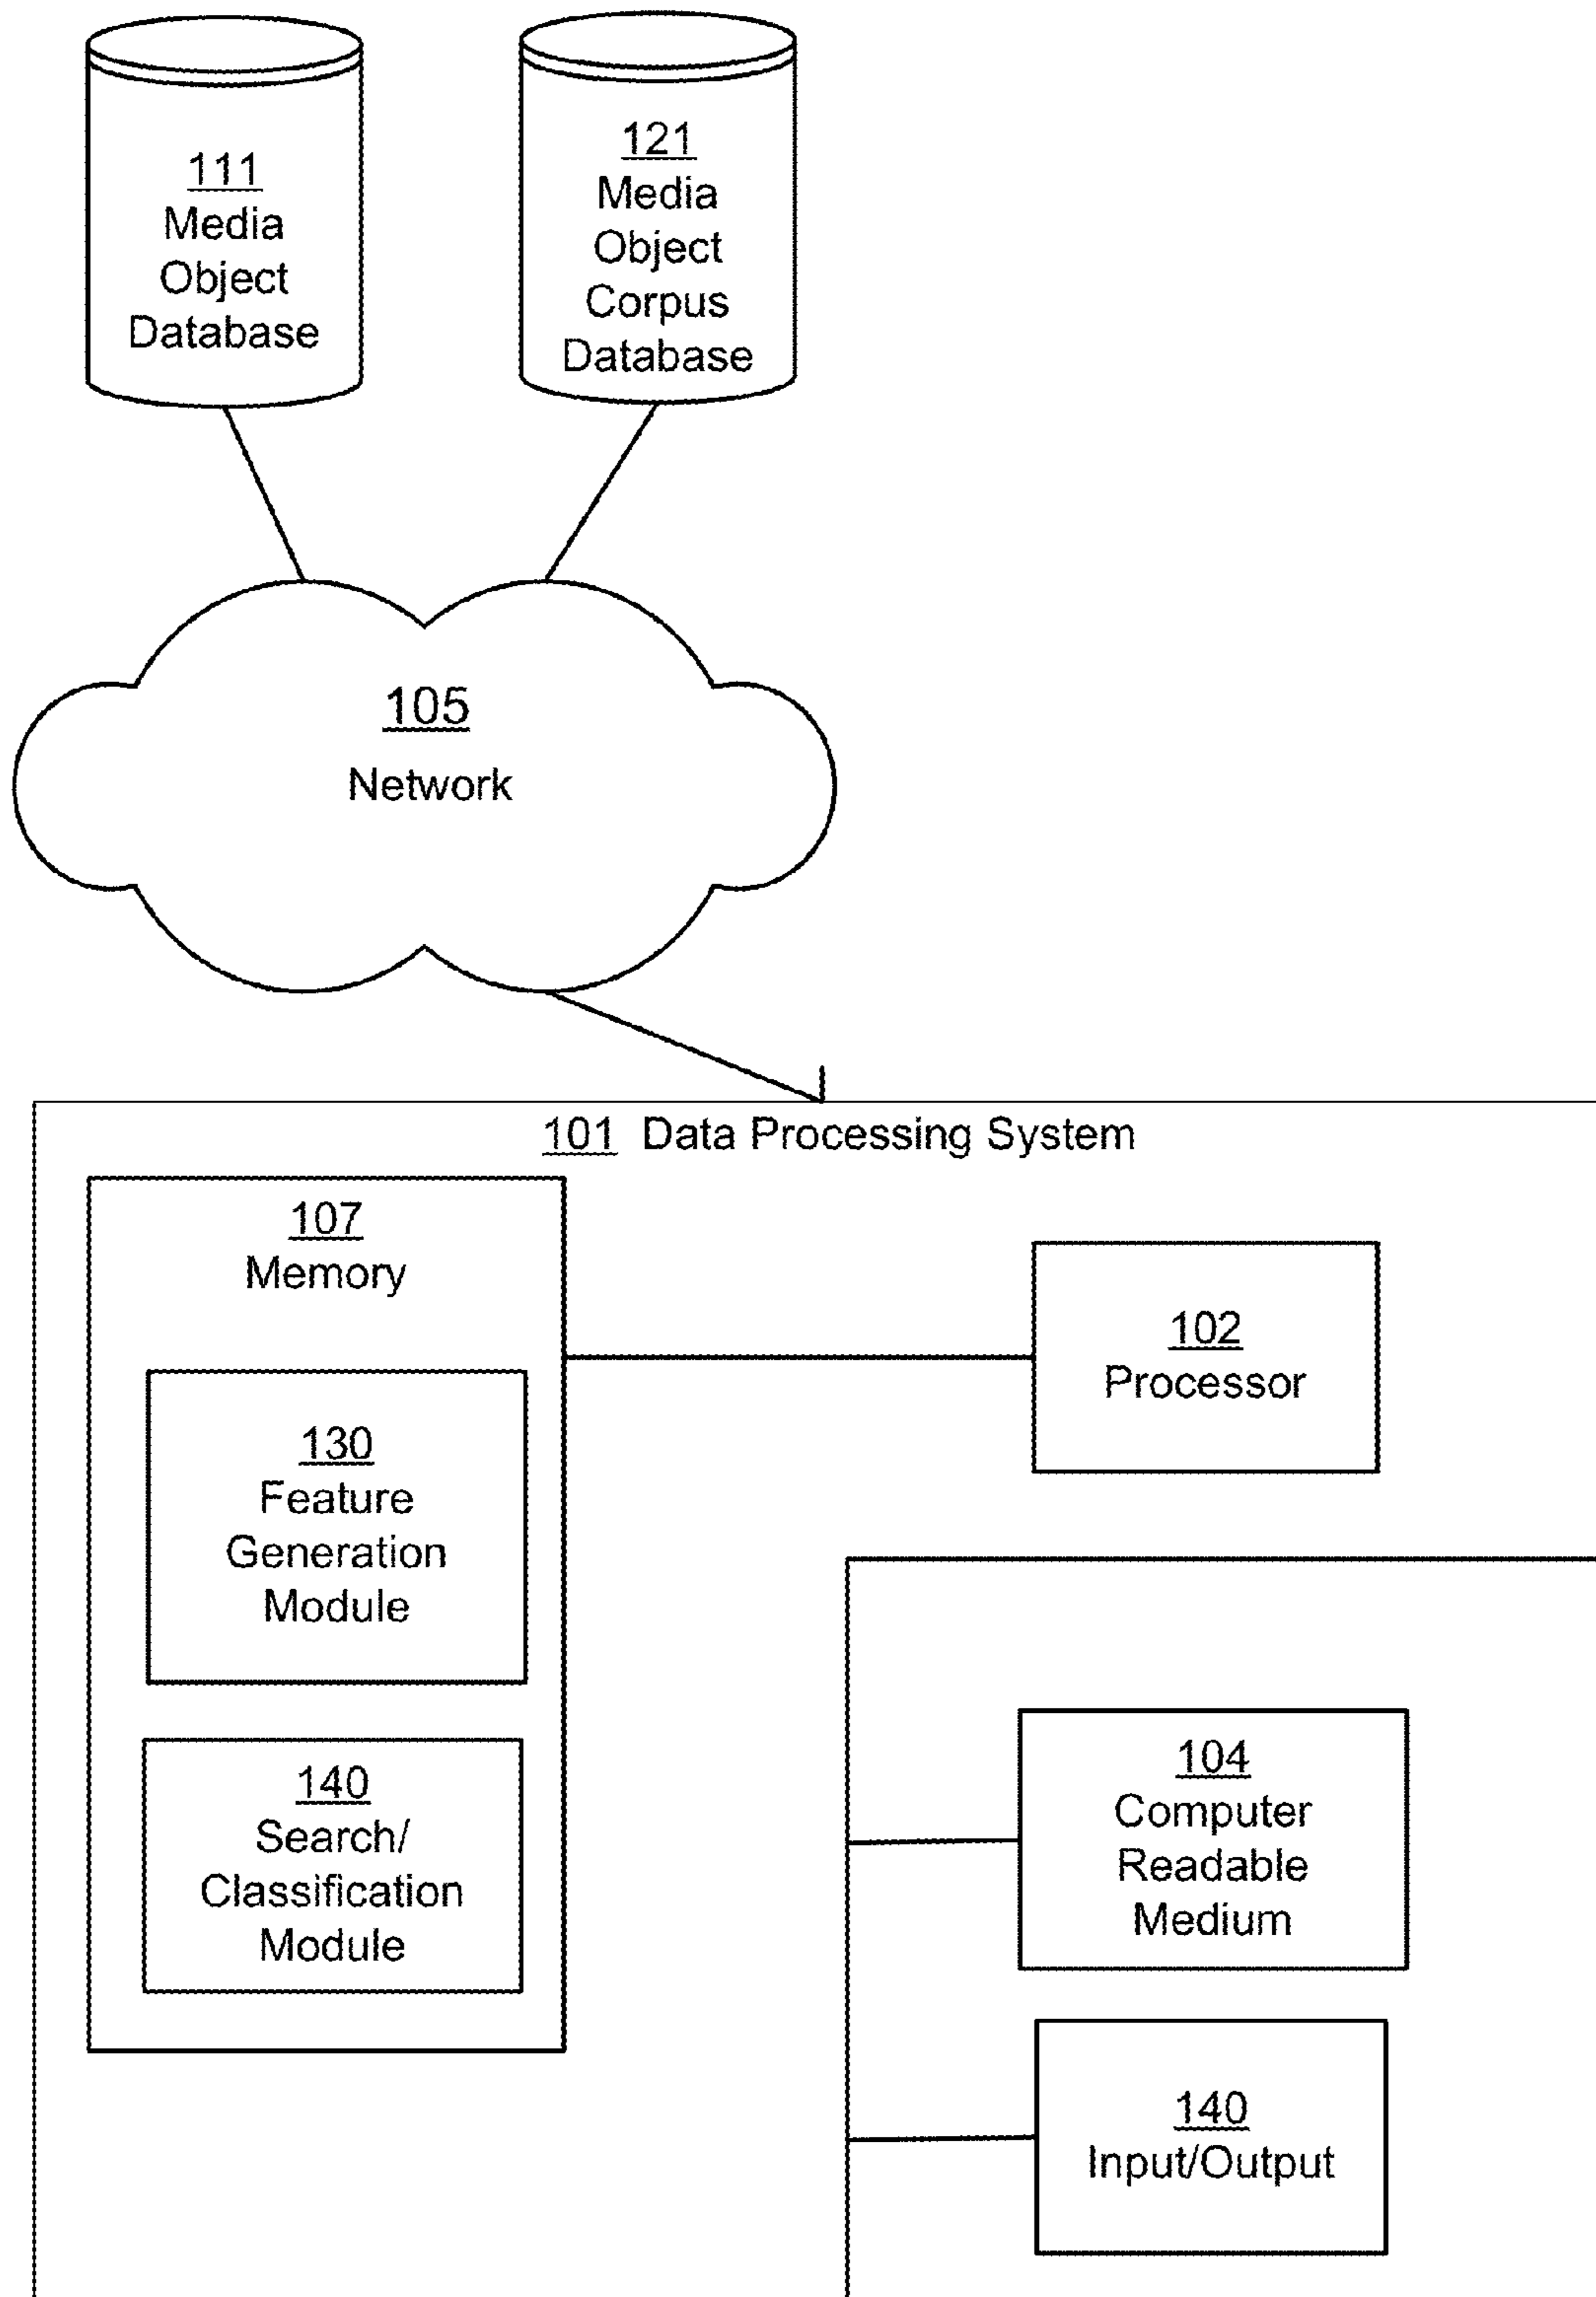 111
Media
Object
Database
121
Media
Object
Corpus
Database
105
Network
101 Data Processing System
107
Memory
102
Processor
130
Feature
Generation
Module
140
Search/
Classification
Module
104
Computer
Readable
Medium
140
Input/Output